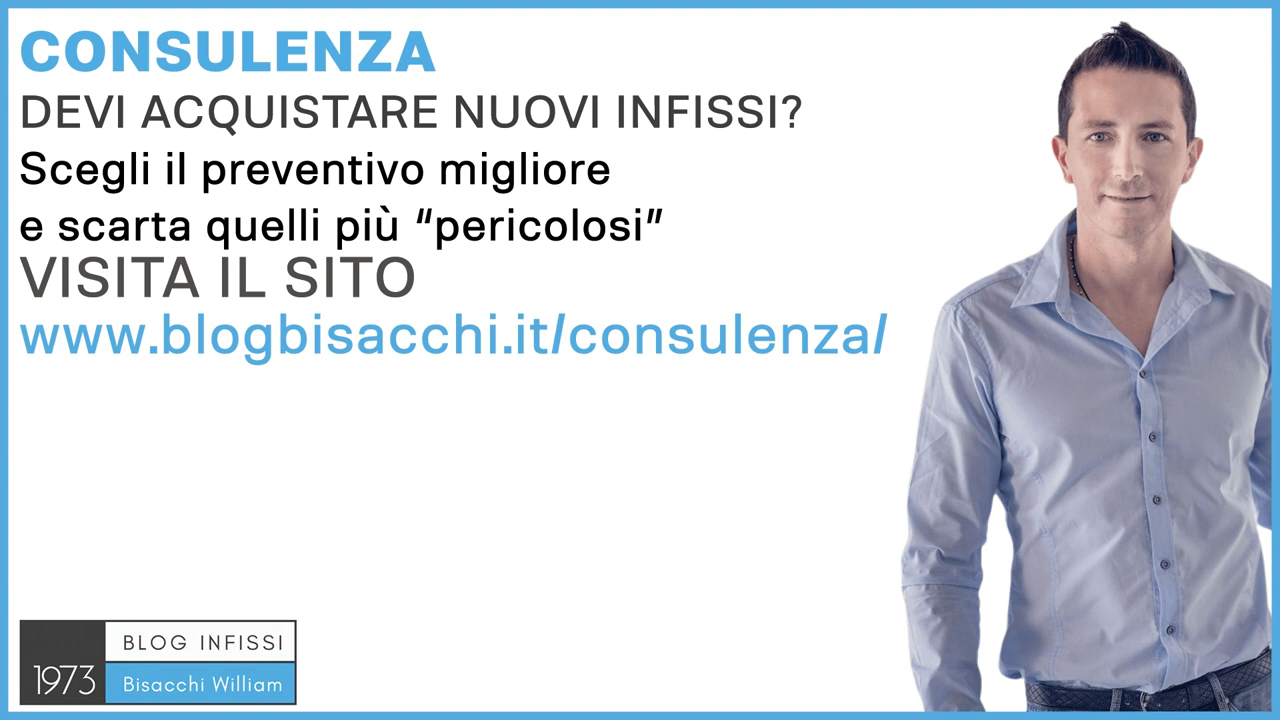 CONSULENZA
DEVI ACQUISTARE NUOVI INFISSI?
Scegli il preventivo migliore
e scarta quelli più “pericolosi”
VISITA IL SITO
www.blogbisacchi.it/consulenza/
1973
BLOG INFISSI
Bisacchi William